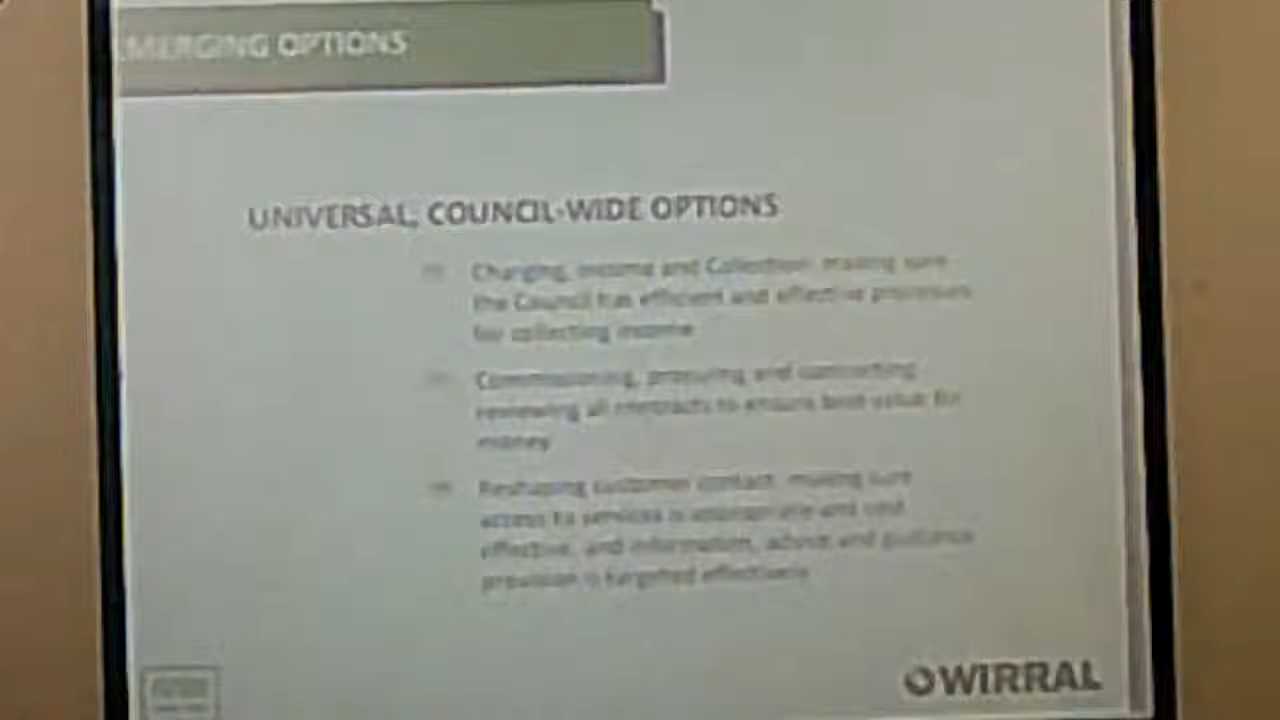 MERGING OPTIONS
UNIVERSAL, COUNCIL-WIDE OPTIONS
Charging, income and Collection: making sure
the Council has efficient and effective processes
for collecting income
Commissioning, procuring and contracting:
reviewing all contracts to ensure best value for
money
Reshaping customer contact: making sure
access to services is appropriate and cost
effective, and information, advice and guidance
provision is targeted effectively
WIRRAL